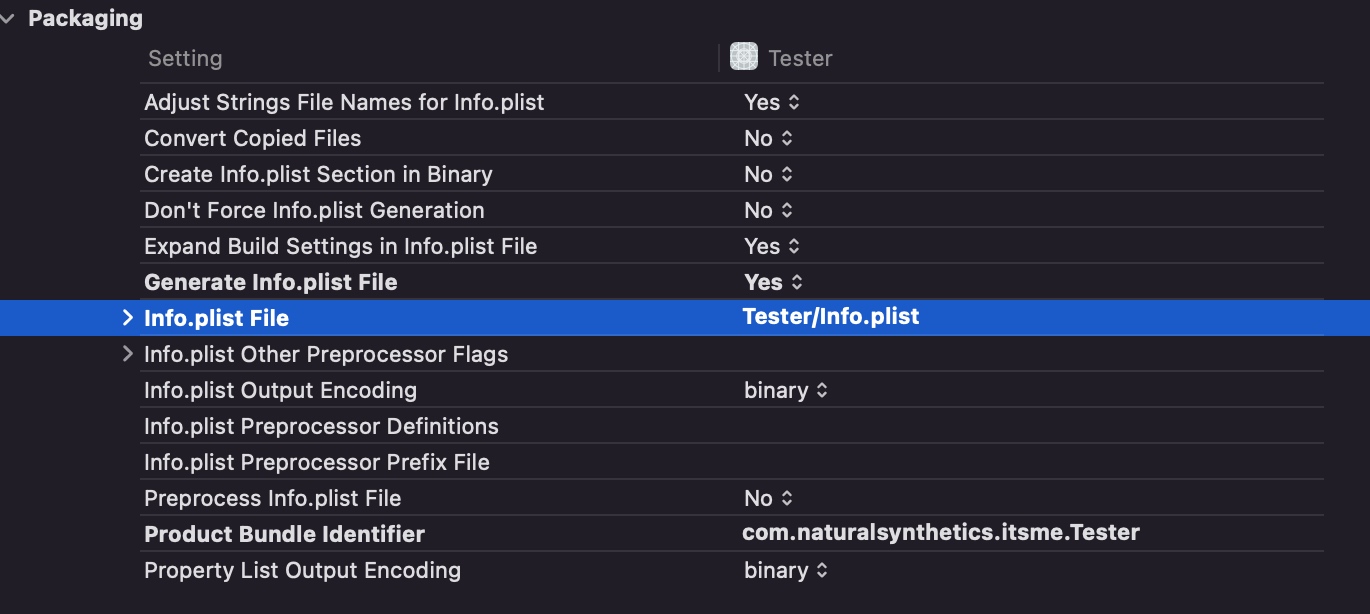 Packaging
Setting Tester
Adjust Strings File Names for Info.plist Yes
Convert Copied Files No
Create Info.plist Section in Binary No
Don't Force Info.plist Generation No
Expand Build Settings in Info.plist File Yes
Generate Info.plist File Yes
Info.plist File Tester/Info.plist
Info.plist Other Preprocessor Flags
Info.plist Output Encoding binary
Info.plist Preprocessor Definitions
Info.plist Preprocessor Prefix File
Preprocess Info.plist File No
Product Bundle Identifier com.naturalsynthetics.itsme.Tester
Property List Output Encoding binary